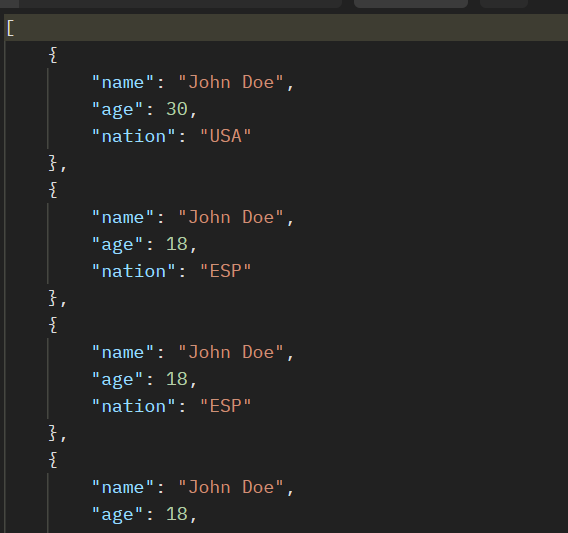 [
    {
        "name": "John Doe",
        "age": 30,
        "nation": "USA"
    },
    {
        "name": "John Doe",
        "age": 18,
        "nation": "ESP"
    },
    {
        "name": "John Doe",
        "age": 18,
        "nation": "ESP"
    },
    {
        "name": "John Doe",
        "age": 18,